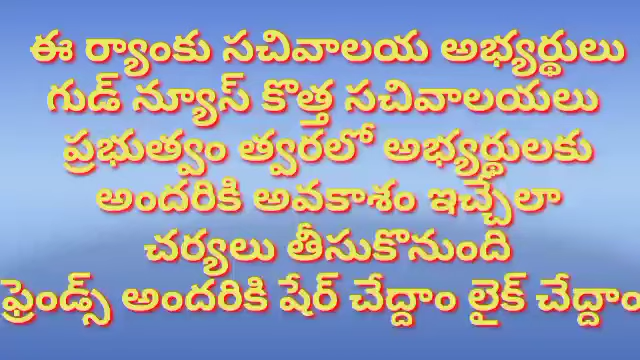 ఈ ర్యాంకు సచివాలయ అభ్యర్థులు
గుడ్ న్యూస్ కొత్త సచివాలయలు
ప్రభుత్వం త్వరలో అభ్యర్థులకు
అందరికి అవకాశం ఇచ్చేలా
చర్యలు తీసుకొనుంది
ఫ్రెండ్స్ అందరికి షేర్ చేద్దాం లైక్ చేద్దాం